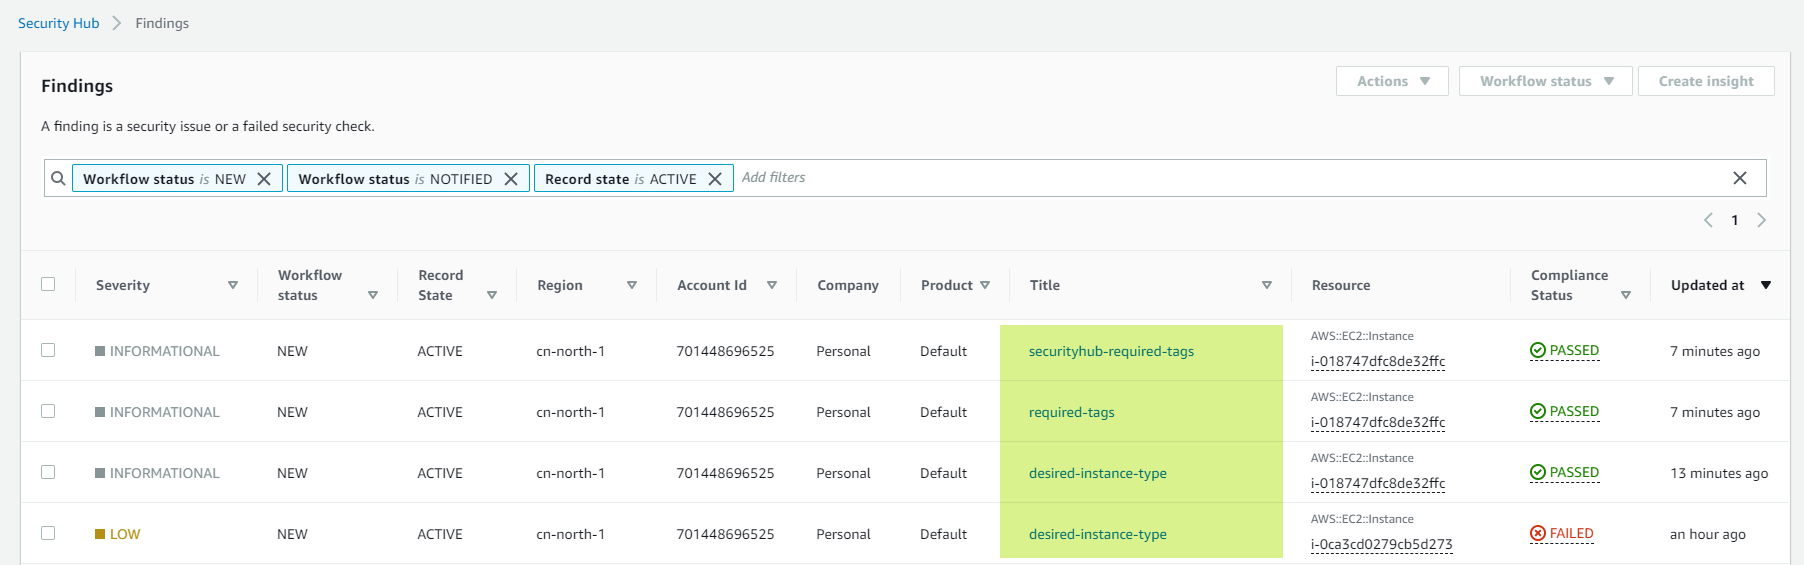 Security Hub > Findings
Findings
Actions Workflow status Create insight
A finding is a security issue or a failed security check.
Workflow status is NEW Workflow status is NOTIFIED Record state is ACTIVE Add filters
1
Severity Workflow status Record State Region Account Id Company Product Title Resource Compliance Status Updated at
AWS::EC2::Instance
INFORMATIONAL NEW ACTIVE cn-north-1 701448696525 Personal Default securityhub-required-tags i-018747dfc8de32ffc PASSED 7 minutes ago
AWS::EC2::Instance
INFORMATIONAL NEW ACTIVE cn-north-1 701448696525 Personal Default required-tags i-018747dfc8de32ffc PASSED 7 minutes ago
AWS::EC2::Instance
INFORMATIONAL NEW ACTIVE cn-north-1 701448696525 Personal Default desired-instance-type i-018747dfc8de32ffc PASSED 13 minutes ago
AWS::EC2::Instance
LOW NEW ACTIVE cn-north-1 701448696525 Personal Default desired-instance-type i-0ca3cd0279cb5d273 FAILED an hour ago